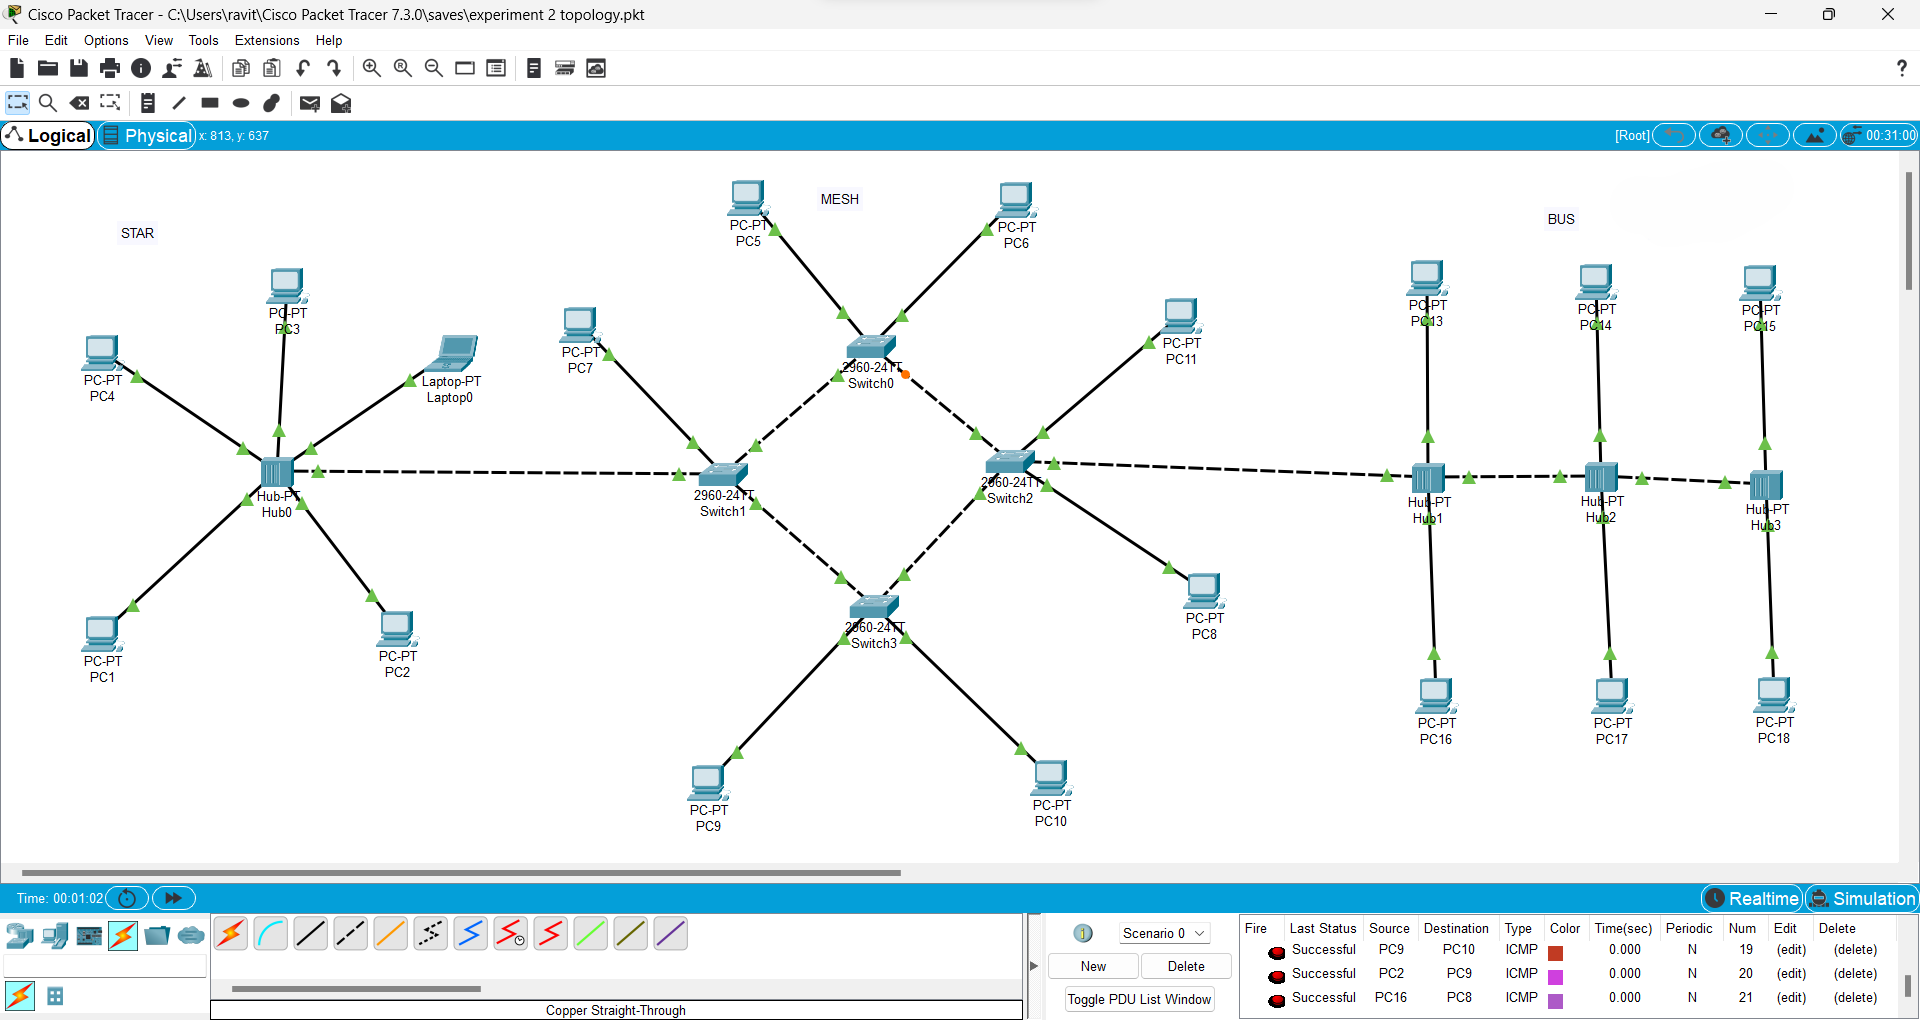 Cisco Packet Tracer - C:\Users\ravit\Cisco Packet Tracer 7.3.0\saves\experiment 2 topology.pkt
File Edit Options View Tools Extensions Help
?
Logical Physical x: 813, y: 637 [Root] 00:31:00
STAR
MESH
BUS
PC-PT
PC5
PC-PT
PC6
PC-PT
PC3
PC-PT
PC4
Laptop-PT
Laptop0
PC-PT
PC7
2960-24TT
Switch0
PC-PT
PC11
PC-PT
PC13
PC-PT
PC14
PC-PT
PC15
Hub-PT
Hub0
2960-24TT
Switch1
2960-24TT
Switch2
Hub-PT
Hub1
Hub-PT
Hub2
Hub-PT
Hub3
PC-PT
PC1
PC-PT
PC2
2960-24TT
Switch3
PC-PT
PC8
PC-PT
PC16
PC-PT
PC17
PC-PT
PC18
PC-PT
PC9
PC-PT
PC10
Time: 00:01:02 Realtime Simulation
Scenario 0
New Delete
Toggle PDU List Window
Copper Straight-Through
Fire Last Status Source Destination Type Color Time(sec) Periodic Num Edit Delete
Successful PC9 PC10 ICMP 0.000 N 19 (edit) (delete)
Successful PC2 PC9 ICMP 0.000 N 20 (edit) (delete)
Successful PC16 PC8 ICMP 0.000 N 21 (edit) (delete)